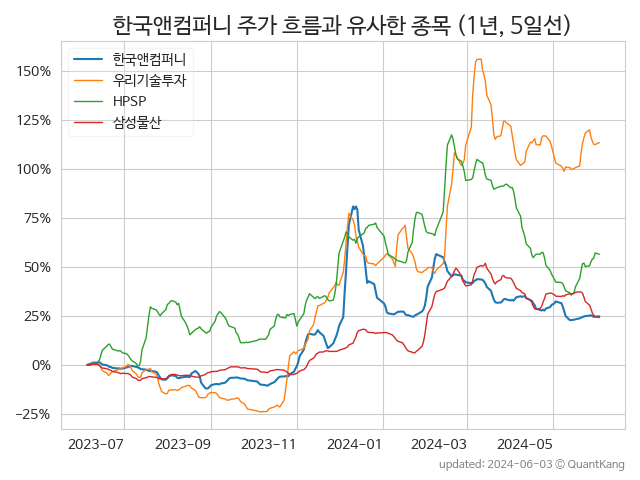 한국앤컴퍼니 주가 흐름과 유사한 종목 (1년, 5일선)
한국앤컴퍼니
우리기술투자
HPSP
삼성물산
150%
125%
100%
75%
50%
25%
0%
−25%
2023-07
2023-09
2023-11
2024-01
2024-03
2024-05
updated: 2024-06-03 ⓒ QuantKang